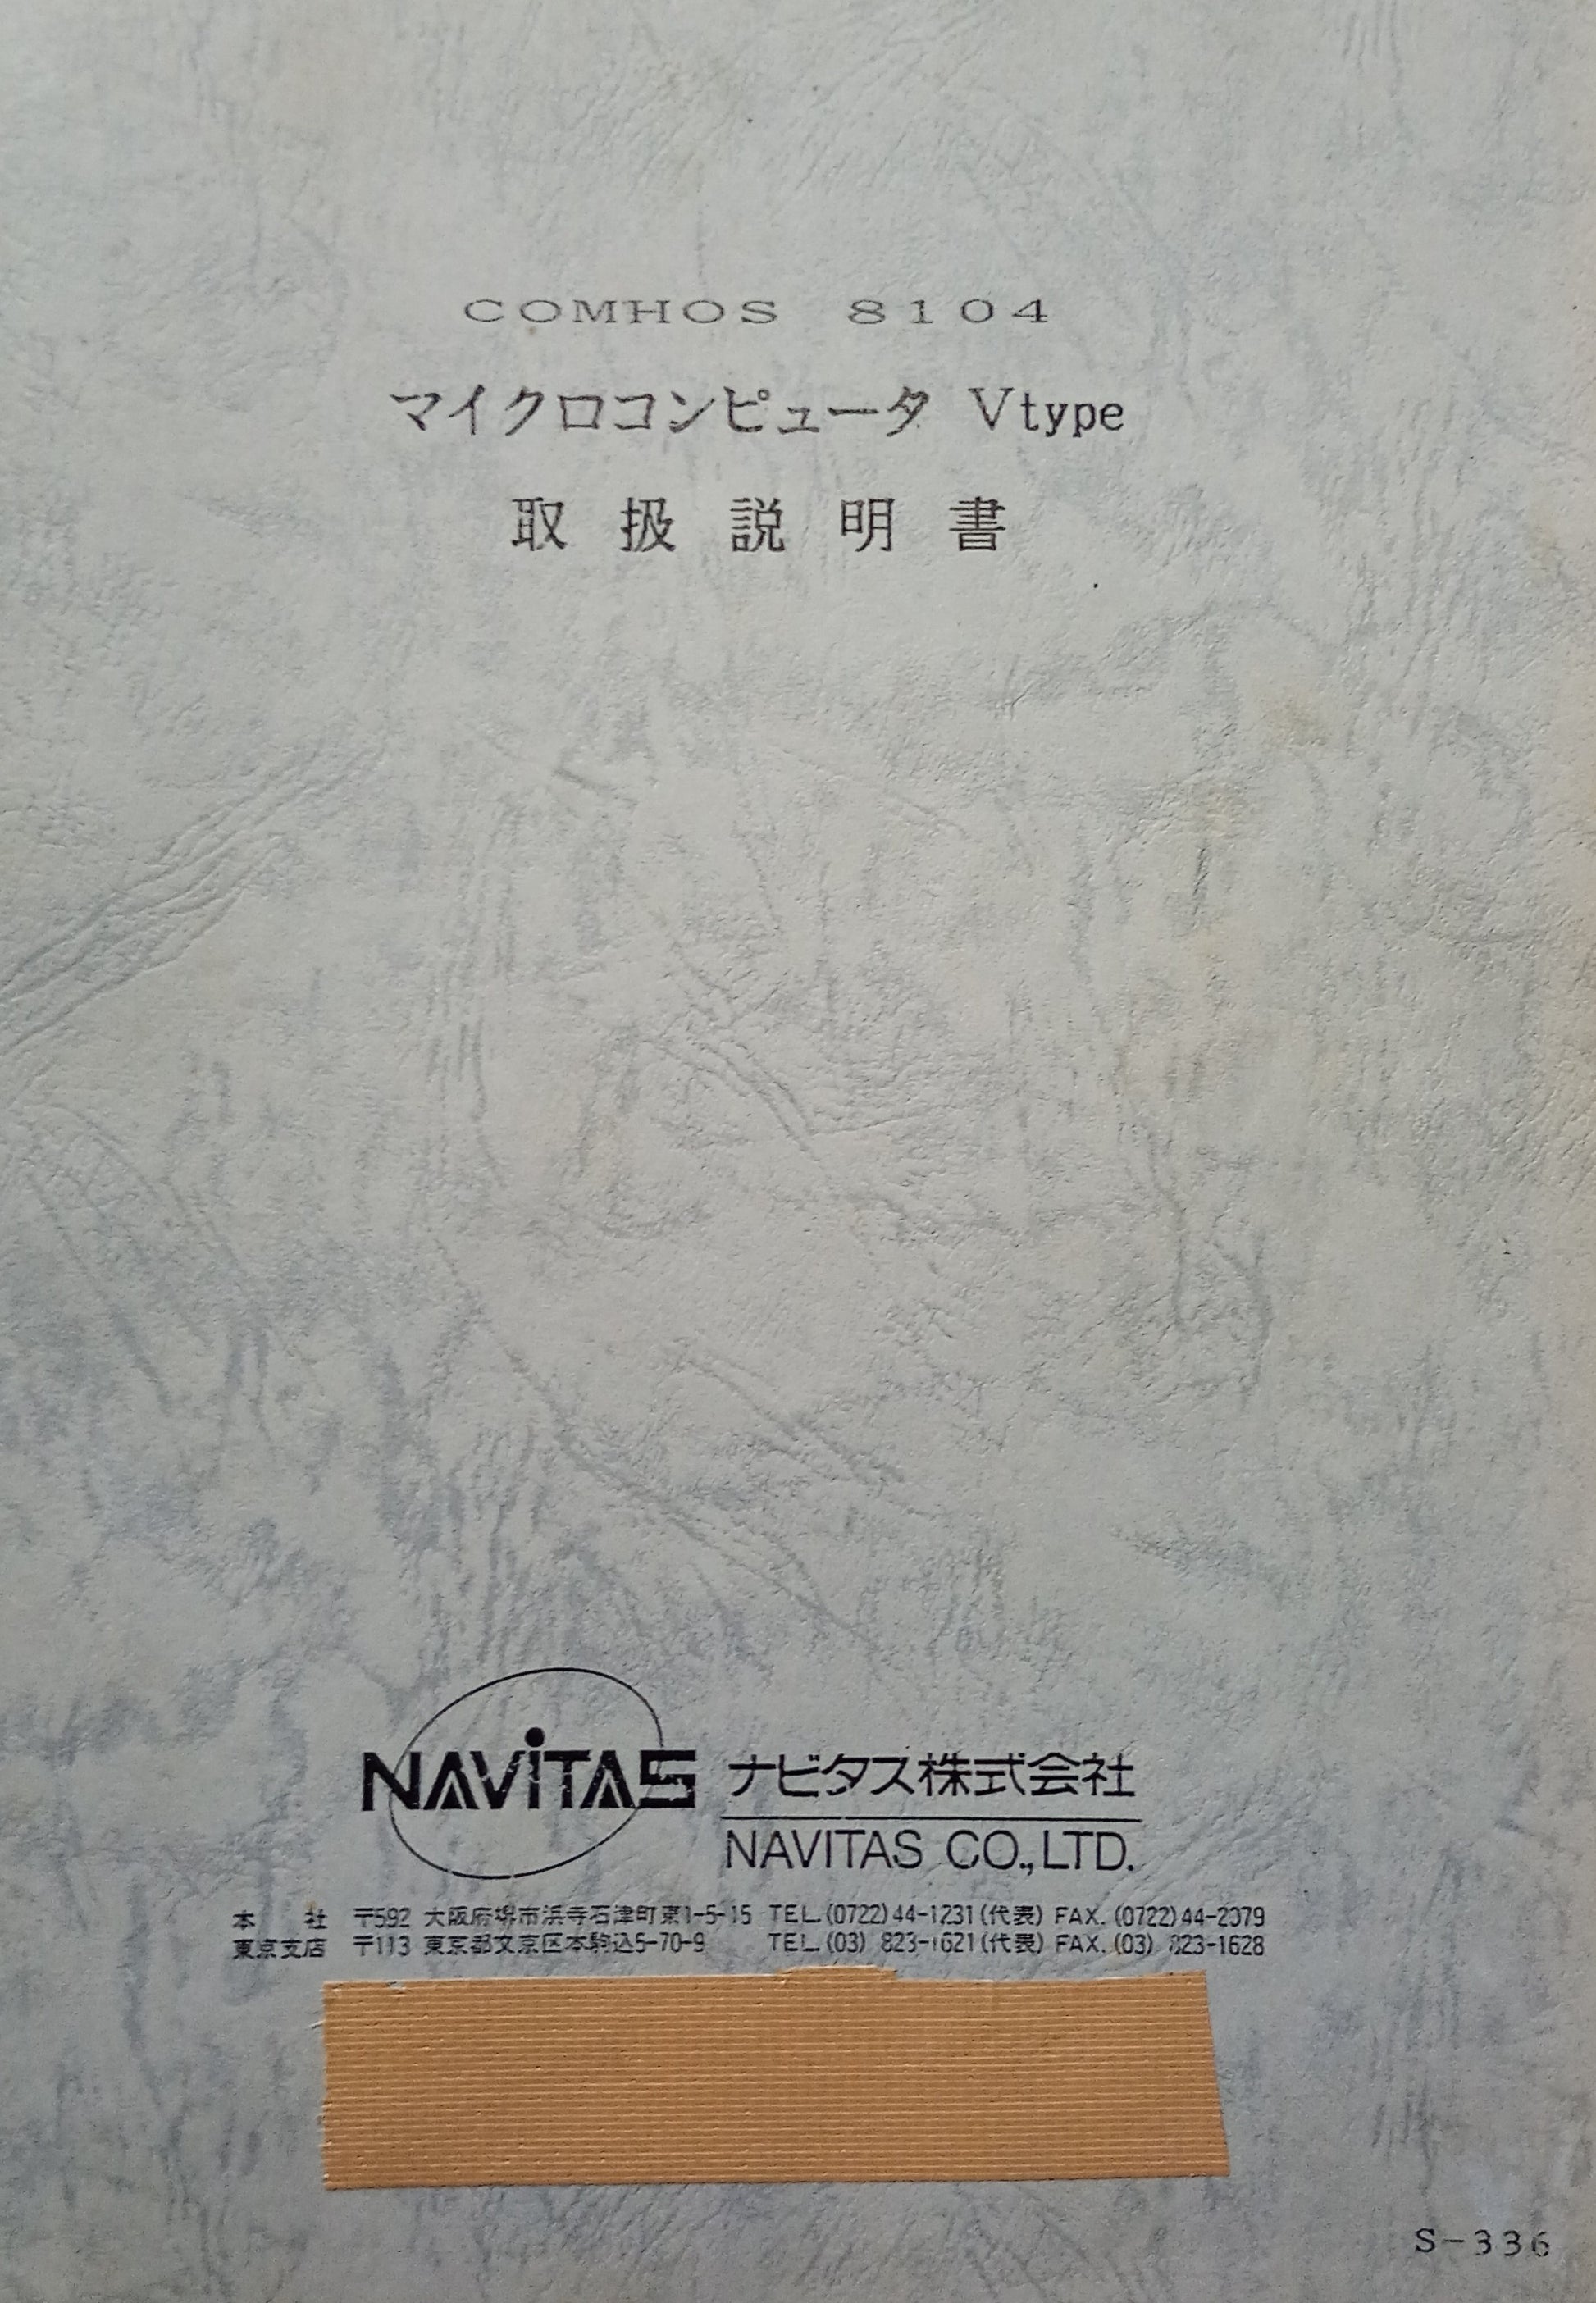 COMHOS 8104
マイクロコンピュータ Vtype
取扱説明書
NAViTAS
ナビタス株式会社
NAVITAS CO.,LTD.
本社 〒592 大阪府堺市浜寺石津町東1-5-15 TEL.(0722)44-1231(代表) FAX.(0722)44-2079
東京支店 〒113 東京都文京区本駒込5-70-9 TEL.(03) 823-1621(代表) FAX.(03) 823-1628
S-336